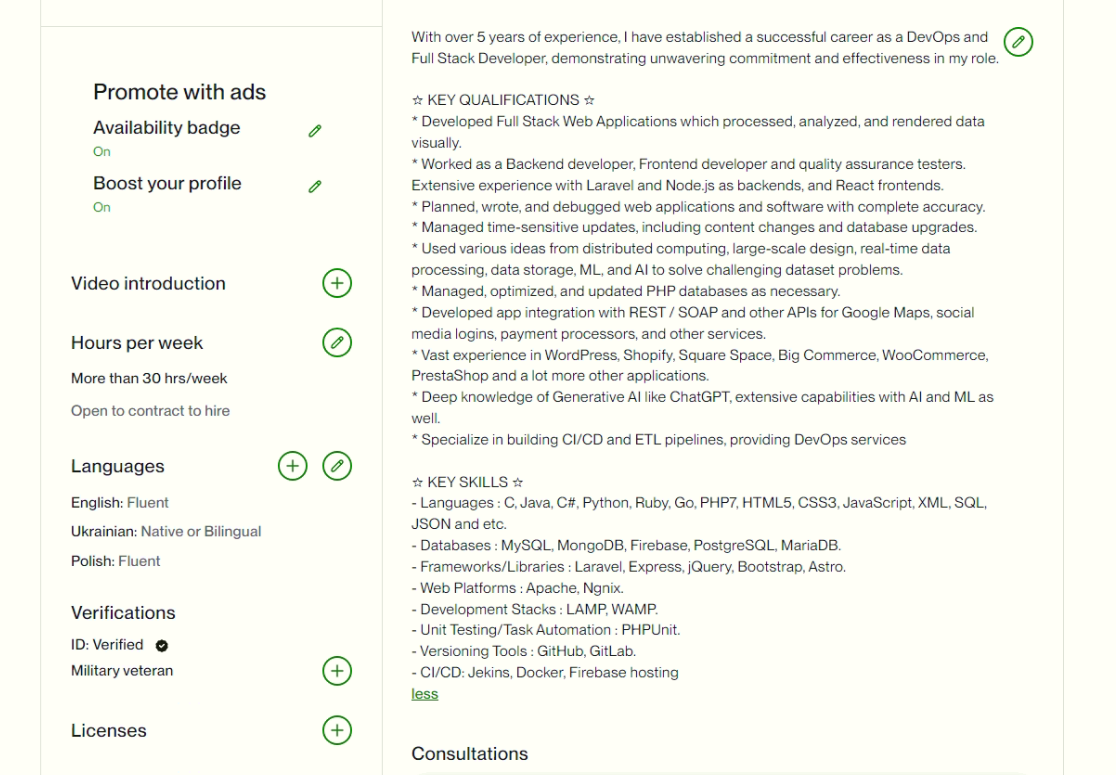 Promote with ads
Availability badge
On
Boost your profile
On
Video introduction
Hours per week
More than 30 hrs/week
Open to contract to hire
Languages
English: Fluent
Ukrainian: Native or Bilingual
Polish: Fluent
Verifications
ID: Verified
Military veteran
Licenses
With over 5 years of experience, I have established a successful career as a DevOps and
Full Stack Developer, demonstrating unwavering commitment and effectiveness in my role.
☆ KEY QUALIFICATIONS ☆
* Developed Full Stack Web Applications which processed, analyzed, and rendered data
visually.
* Worked as a Backend developer, Frontend developer and quality assurance testers.
Extensive experience with Laravel and Node.js as backends, and React frontends.
* Planned, wrote, and debugged web applications and software with complete accuracy.
* Managed time-sensitive updates, including content changes and database upgrades.
* Used various ideas from distributed computing, large-scale design, real-time data
processing, data storage, ML, and AI to solve challenging dataset problems.
* Managed, optimized, and updated PHP databases as necessary.
* Developed app integration with REST / SOAP and other APIs for Google Maps, social
media logins, payment processors, and other services.
* Vast experience in WordPress, Shopify, Square Space, Big Commerce, WooCommerce,
PrestaShop and a lot more other applications.
* Deep knowledge of Generative AI like ChatGPT, extensive capabilities with AI and ML as
well.
* Specialize in building CI/CD and ETL pipelines, providing DevOps services
☆ KEY SKILLS ☆
- Languages : C, Java, C#, Python, Ruby, Go, PHP7, HTML5, CSS3, JavaScript, XML, SQL,
JSON and etc.
- Databases : MySQL, MongoDB, Firebase, PostgreSQL, MariaDB.
- Frameworks/Libraries : Laravel, Express, jQuery, Bootstrap, Astro.
- Web Platforms : Apache, Ngnix.
- Development Stacks : LAMP, WAMP.
- Unit Testing/Task Automation : PHPUnit.
- Versioning Tools : GitHub, GitLab.
- CI/CD: Jekins, Docker, Firebase hosting
less
Consultations